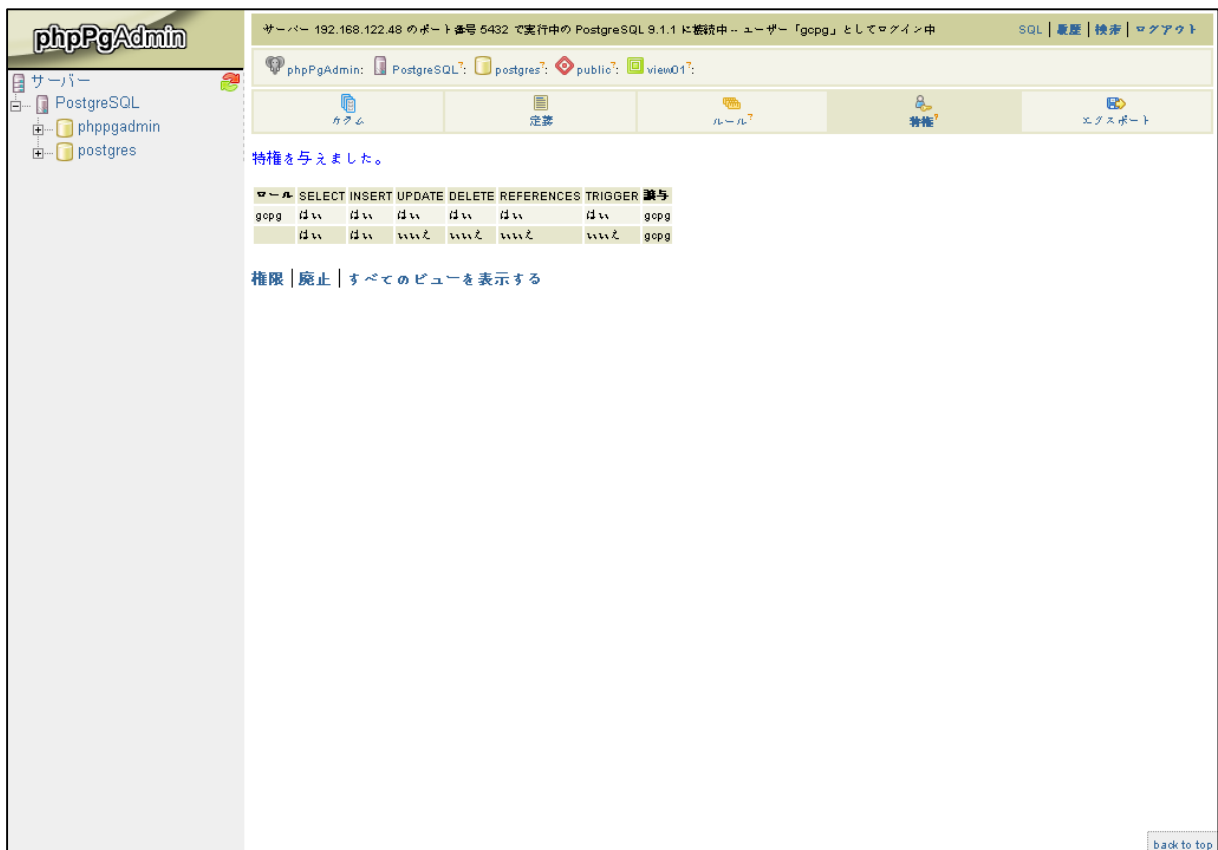 phpPgAdmin
サーバー 192.168.122.48 のポート番号 5432 で実行中の PostgreSQL 9.1.1 に接続中 -- ユーザー「gopg」としてログイン中
SQL | 履歴 | 検索 | ログアウト
サーバー
PostgreSQL
phppgadmin
postgres
phpPgAdmin: PostgreSQL?: postgres?: public?: view01?:
カラム 定義 ルール? 特権? エクスポート
特権を与えました。
ロール SELECT INSERT UPDATE DELETE REFERENCES TRIGGER 譲与
gopg はい はい はい はい はい はい gopg
はい はい いいえ いいえ いいえ いいえ gopg
権限 | 廃止 | すべてのビューを表示する
back to top